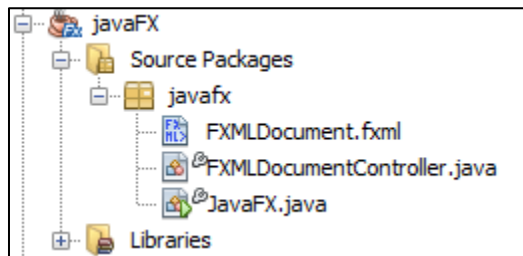 javaFX
Source Packages
javafx
FXMLDocument.fxml
FXMLDocumentController.java
JavaFX.java
Libraries